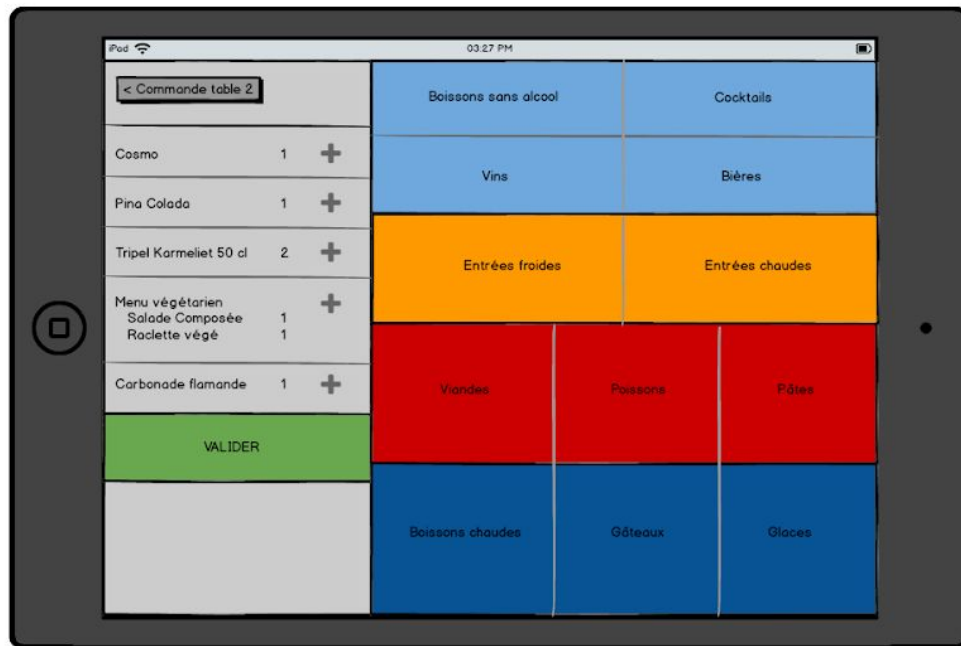 iPod 03:27 PM
< Commande table 2
Cosmo 1 +
Pina Colada 1 +
Tripel Karmeliet 50 cl 2 +
Menu végétarien +
Salade Composée 1
Raclette végé 1
Carbonade flamande 1 +
VALIDER
Boissons sans alcool Cocktails
Vins Bières
Entrées froides Entrées chaudes
Viandes Poissons Pâtes
Boissons chaudes Gâteaux Glaces